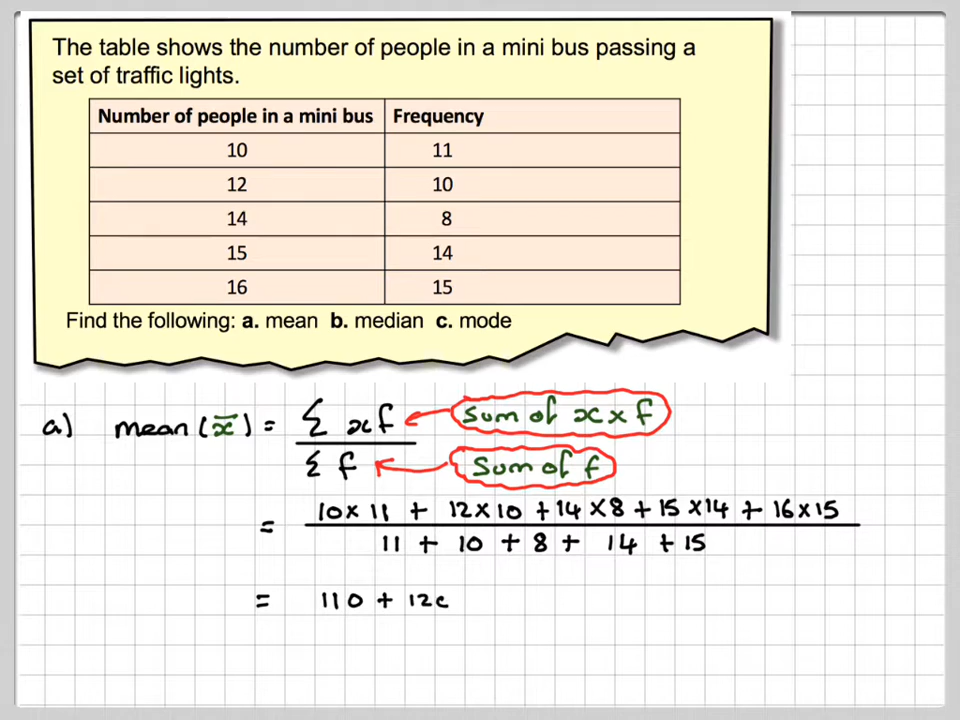 The table shows the number of people in a mini bus passing a
set of traffic lights.
Number of people in a mini bus Frequency
10 11
12 10
14 8
15 14
16 15
Find the following: a. mean b. median c. mode
a) mean (x̄) = Σ xf Sum of x × f
Σ f Sum of f
= 10 × 11 + 12 × 10 + 14 × 8 + 15 × 14 + 16 × 15
11 + 10 + 8 + 14 + 15
= 110 + 12